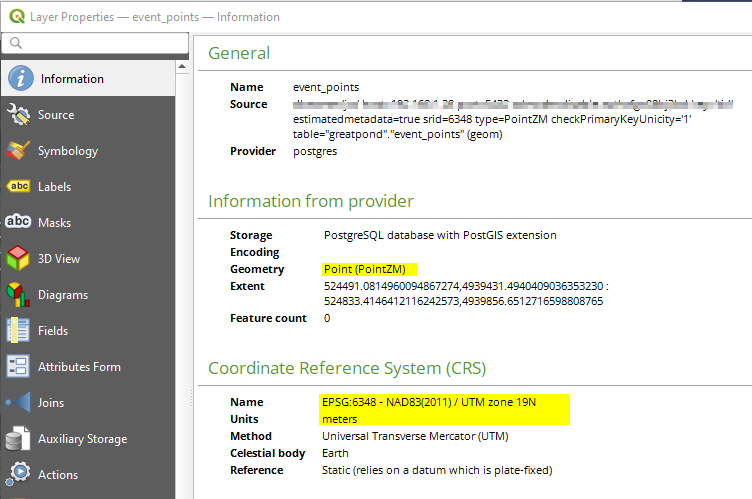 Layer Properties — event_points — Information
Information
Source
Symbology
abc Labels
abc Masks
3D View
Diagrams
Fields
Attributes Form
Joins
Auxiliary Storage
Actions
General
Name event_points
Source
estimatedmetadata=true srid=6348 type=PointZM checkPrimaryKeyUnicity='1'
table="greatpond"."event_points" (geom)
Provider postgres
Information from provider
Storage PostgreSQL database with PostGIS extension
Encoding
Geometry Point (PointZM)
Extent 524491.0814960094867274,4939431.4940409036353230 :
524833.4146412116242573,4939856.6512716598808765
Feature count 0
Coordinate Reference System (CRS)
Name EPSG:6348 - NAD83(2011) / UTM zone 19N
Units meters
Method Universal Transverse Mercator (UTM)
Celestial body Earth
Reference Static (relies on a datum which is plate-fixed)